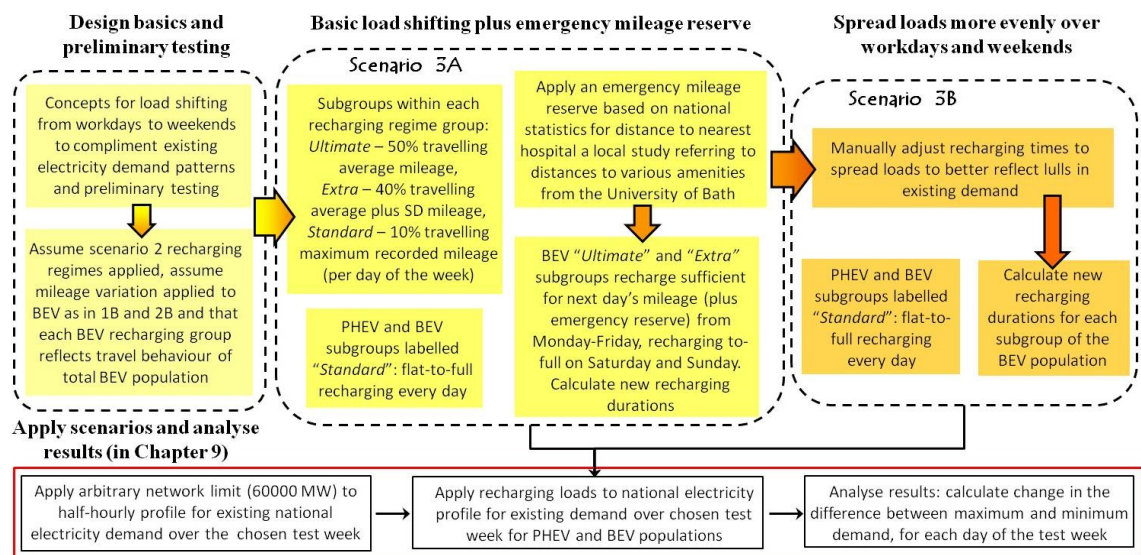 Design basics and
preliminary testing
Concepts for load shifting
from workdays to weekends
to compliment existing
electricity demand patterns
and preliminary testing
Assume scenario 2 recharging
regimes applied, assume
mileage variation applied to
BEV as in 1B and 2B and that
each BEV recharging group
reflects travel behaviour of
total BEV population
Basic load shifting plus emergency mileage reserve
Scenario 3A
Subgroups within each
recharging regime group:
Ultimate – 50% travelling
average mileage,
Extra – 40% travelling
average plus SD mileage,
Standard – 10% travelling
maximum recorded mileage
(per day of the week)
PHEV and BEV
subgroups labelled
"Standard": flat-to-full
recharging every day
Apply an emergency mileage
reserve based on national
statistics for distance to nearest
hospital a local study referring to
distances to various amenities
from the University of Bath
BEV "Ultimate" and "Extra"
subgroups recharge sufficient
for next day's mileage (plus
emergency reserve) from
Monday-Friday, recharging to-
full on Saturday and Sunday.
Calculate new recharging
durations
Spread loads more evenly over
workdays and weekends
Scenario 3B
Manually adjust recharging times to
spread loads to better reflect lulls in
existing demand
PHEV and BEV
subgroups labelled
"Standard": flat-to-
full recharging
every day
Calculate new
recharging
durations for each
subgroup of the
BEV population
Apply scenarios and analyse
results (in Chapter 9)
Apply arbitrary network limit (60000 MW) to
half-hourly profile for existing national
electricity demand over the chosen test week
Apply recharging loads to national electricity
profile for existing demand over chosen test
week for PHEV and BEV populations
Analyse results: calculate change in the
difference between maximum and minimum
demand, for each day of the test week